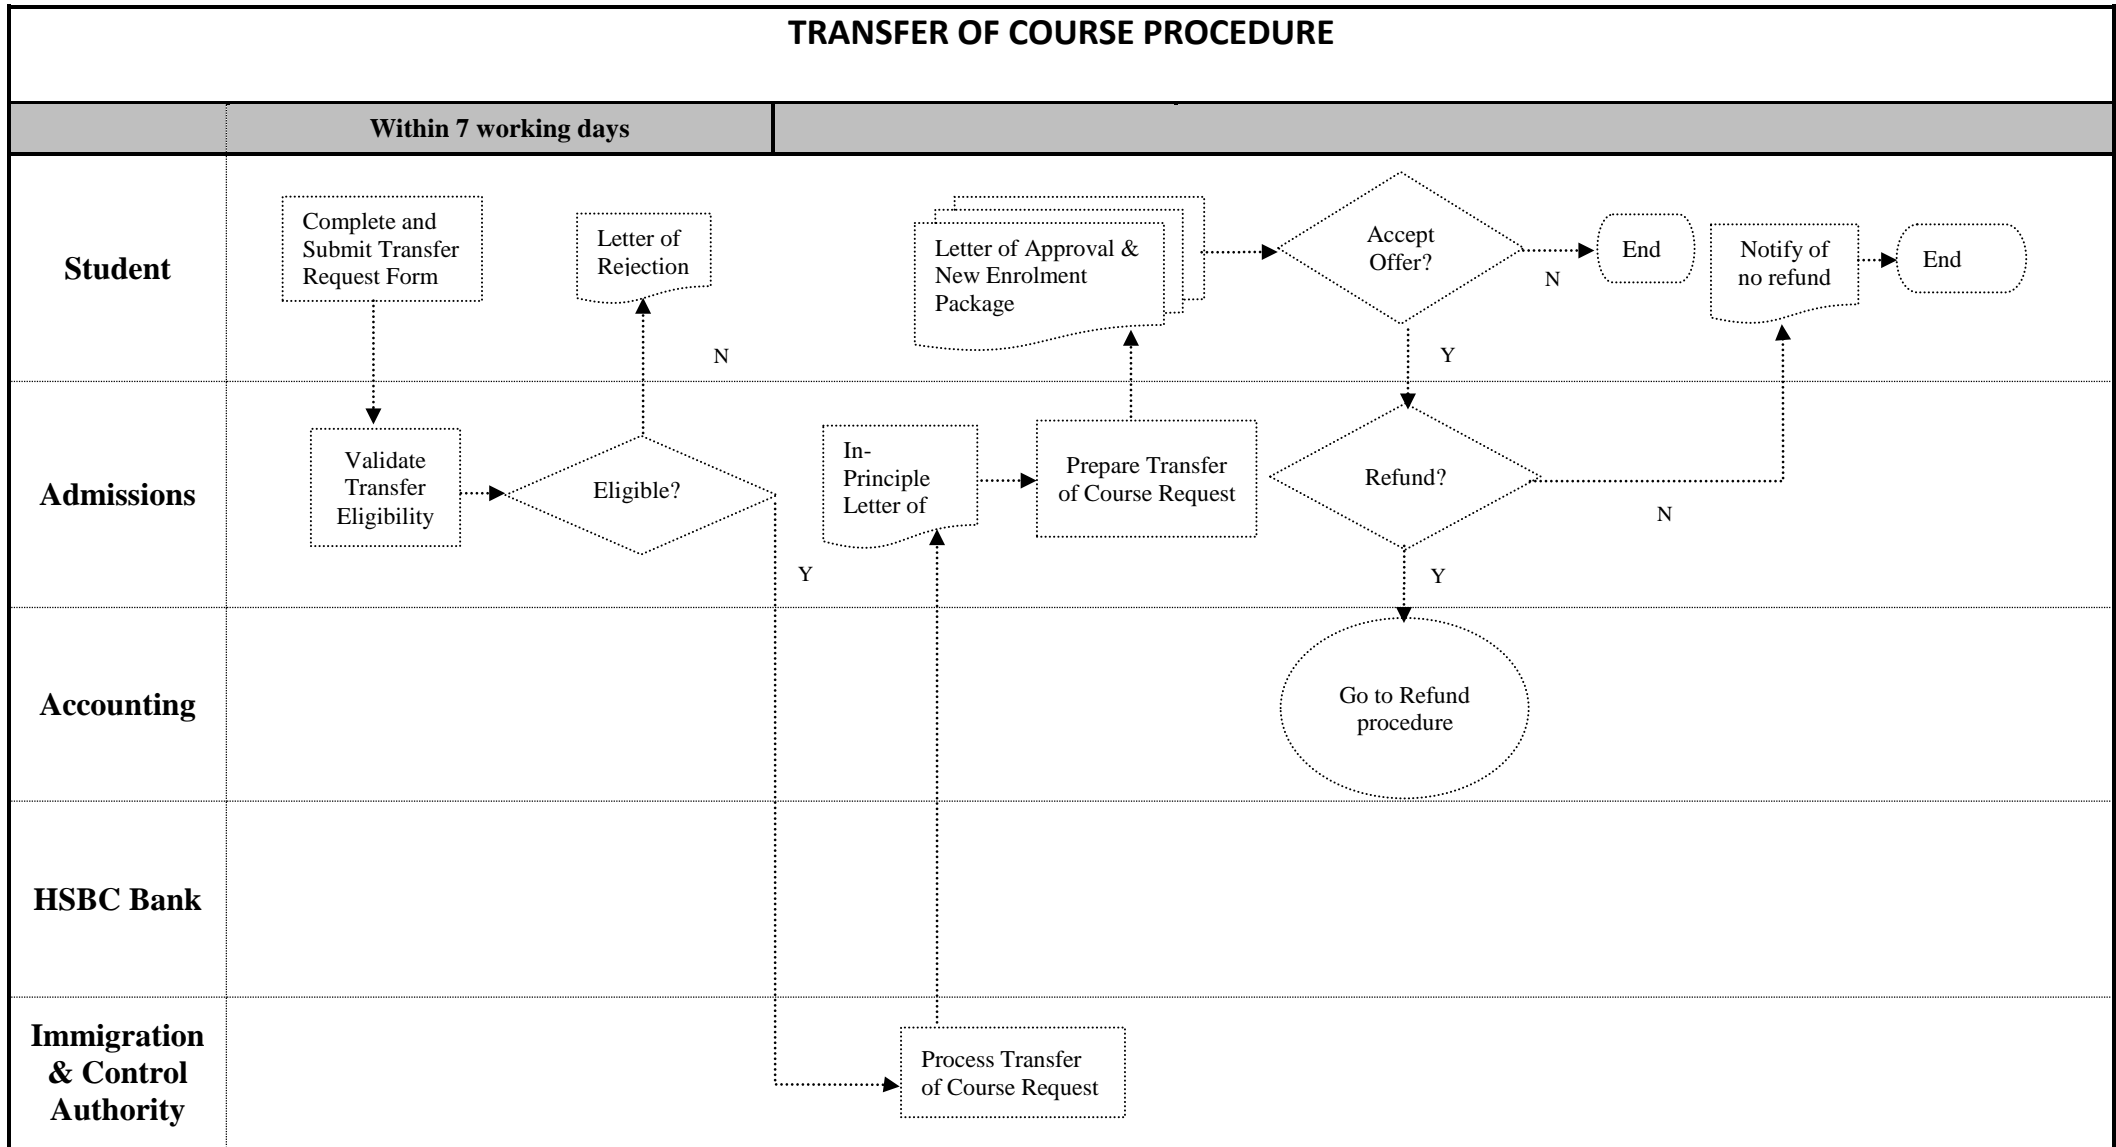 TRANSFER OF COURSE PROCEDURE
Within 7 working days
Student
Complete and
Submit Transfer
Request Form
Letter of
Rejection
N
Letter of Approval &
New Enrolment
Package
Accept
Offer?
N
Y
End
Notify of
no refund
End
Admissions
Validate
Transfer
Eligibility
Eligible?
Y
In-
Principle
Letter of
Prepare Transfer
of Course Request
Refund?
N
Y
Accounting
Go to Refund
procedure
HSBC Bank
Immigration
& Control
Authority
Process Transfer
of Course Request